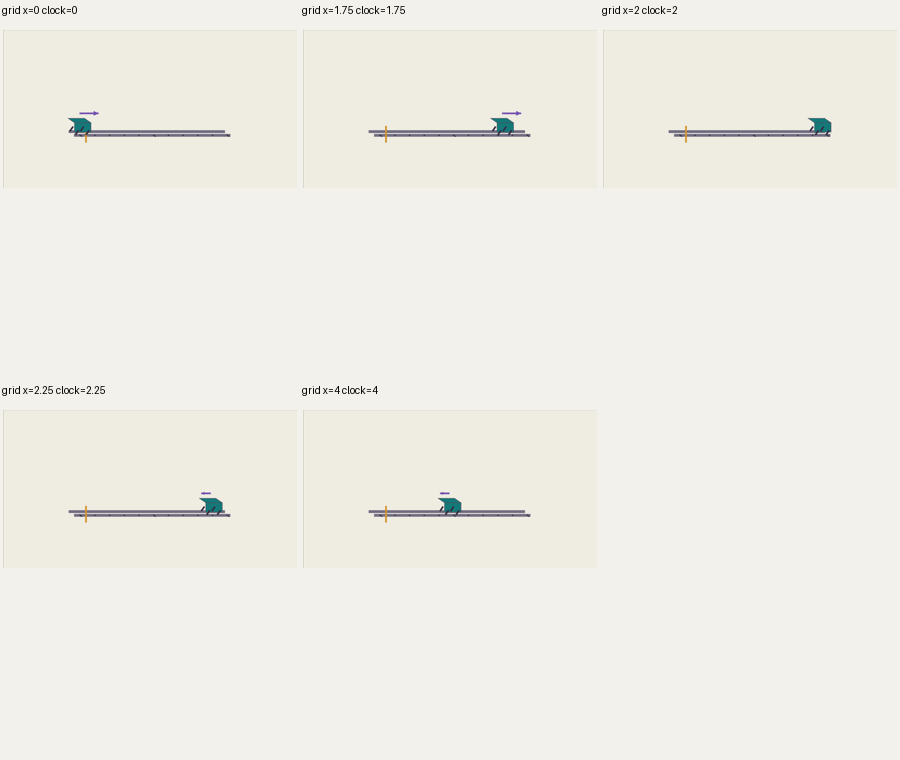 grid x=0 clock=0
grid x=1.75 clock=1.75
grid x=2 clock=2
grid x=2.25 clock=2.25
grid x=4 clock=4